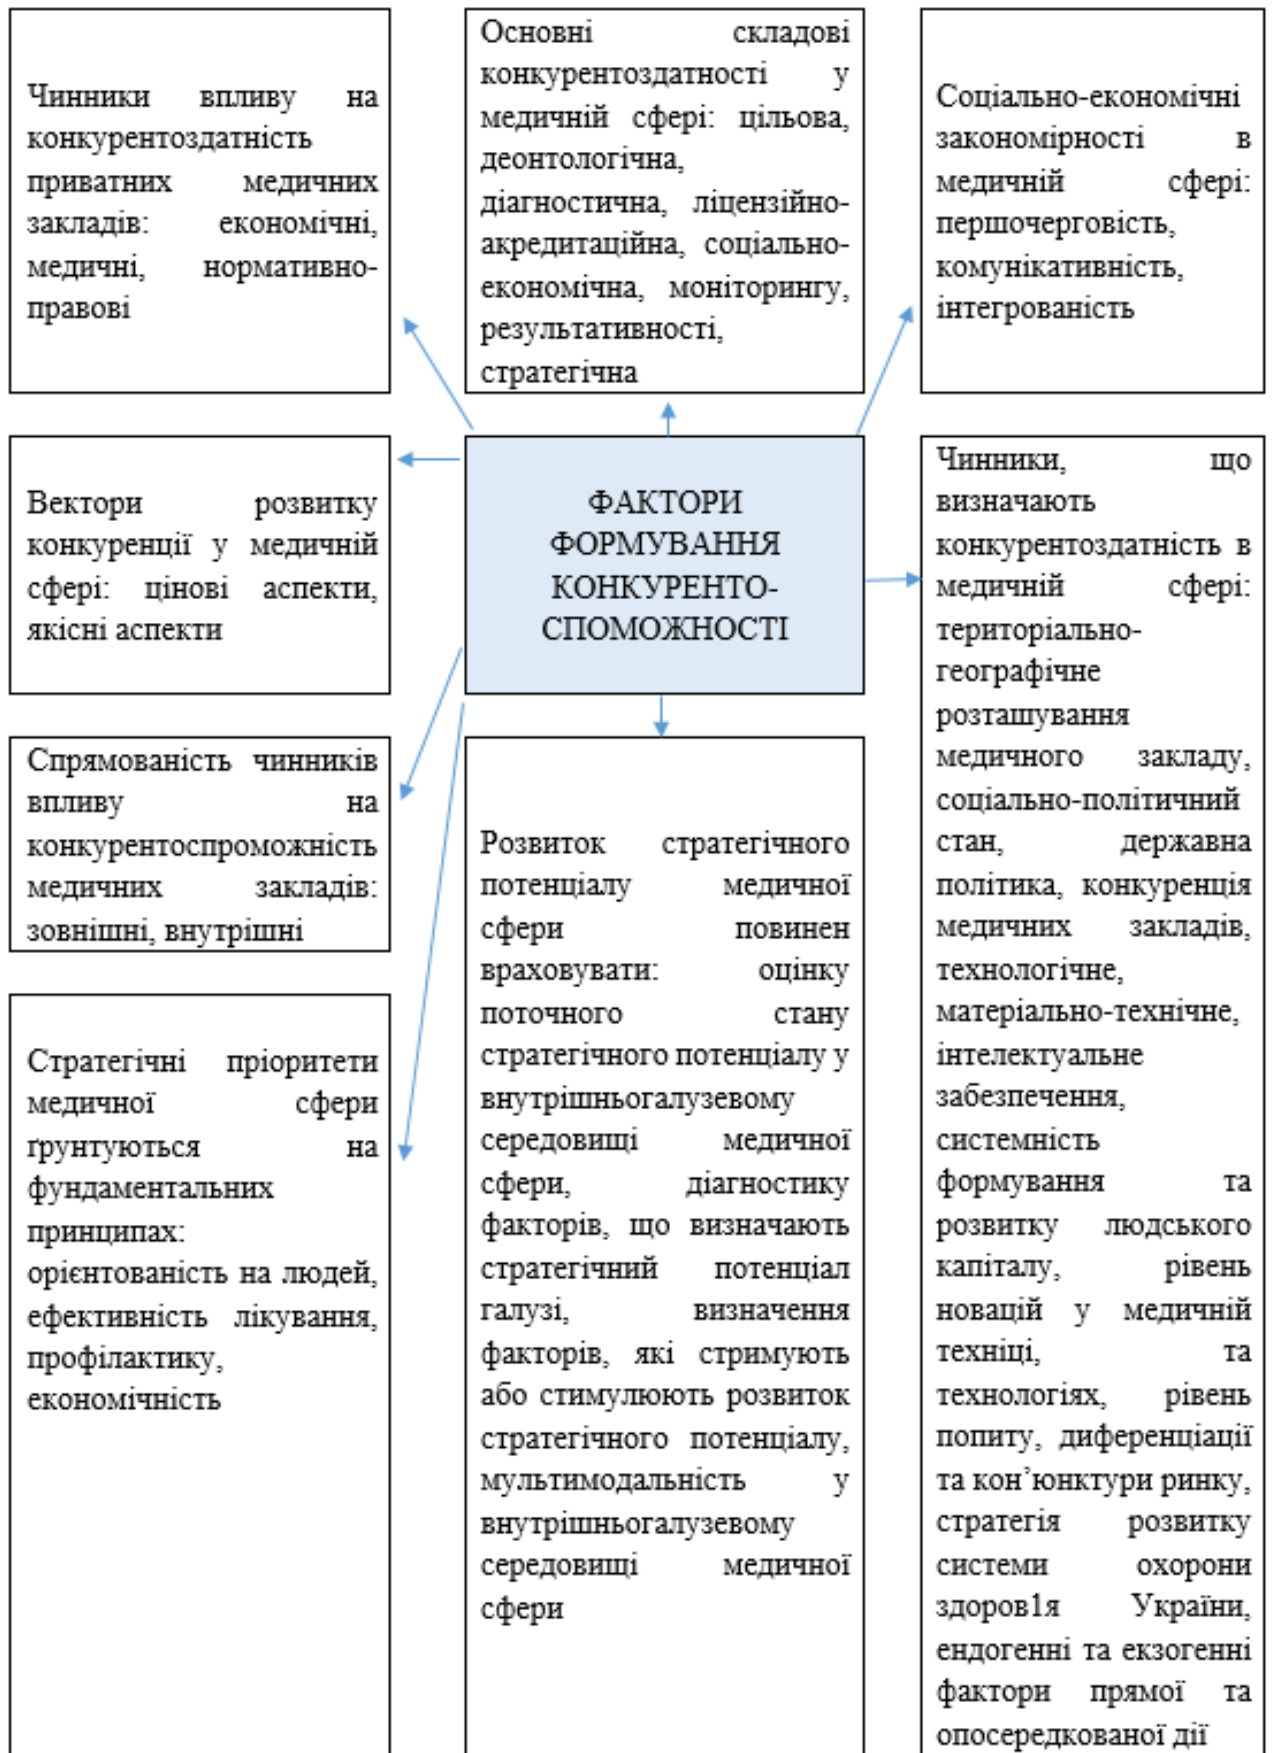 Чинники впливу на
конкурентоздатність
приватних медичних
закладів: економічні,
медичні, нормативно-
правові
Основні складові
конкурентоздатності у
медичній сфері: цільова,
деонтологічна,
діагностична, ліцензійно-
акредитаційна, соціально-
економічна, моніторингу,
результативності,
стратегічна
Соціально-економічні
закономірності в
медичній сфері:
першочерговість,
комунікативність,
інтегрованість
Вектори розвитку
конкуренції у медичній
сфері: цінові аспекти,
якісні аспекти
ФАКТОРИ
ФОРМУВАННЯ
КОНКУРЕНТО-
СПОМОЖНОСТІ
Чинники, що
визначають
конкурентоздатність в
медичній сфері:
територіально-
географічне
розташування
медичного закладу,
соціально-політичний
стан, державна
політика, конкуренція
медичних закладів,
технологічне,
матеріально-технічне,
інтелектуальне
забезпечення,
системність
формування та
розвитку людського
капіталу, рівень
новацій у медичній
техніці, та
технологіях, рівень
попиту, диференціації
та кон’юнктури ринку,
стратегія розвитку
системи охорони
здоров1я України,
ендогенні та екзогенні
фактори прямої та
опосередкованої дії
Спрямованість чинників
впливу на
конкурентоспроможність
медичних закладів:
зовнішні, внутрішні
Розвиток стратегічного
потенціалу медичної
сфери повинен
враховувати: оцінку
поточного стану
стратегічного потенціалу у
внутрішньогалузевому
середовищі медичної
сфери, діагностику
факторів, що визначають
стратегічний потенціал
галузі, визначення
факторів, які стримують
або стимулюють розвиток
стратегічного потенціалу,
мультимодальність у
внутрішньогалузевому
середовищі медичної
сфери
Стратегічні пріоритети
медичної сфери
ґрунтуються на
фундаментальних
принципах:
орієнтованість на людей,
ефективність лікування,
профілактику,
економічність